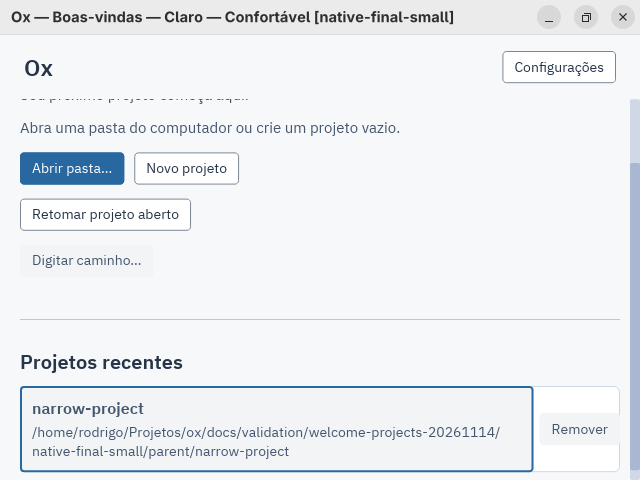 Ox — Boas-vindas — Claro — Confortável [native-final-small]
Ox
Configurações
Abra uma pasta do computador ou crie um projeto vazio.
Abrir pasta...
Novo projeto
Retomar projeto aberto
Digitar caminho...
Projetos recentes
narrow-project
/home/rodrigo/Projetos/ox/docs/validation/welcome-projects-20261114/
native-final-small/parent/narrow-project
Remover